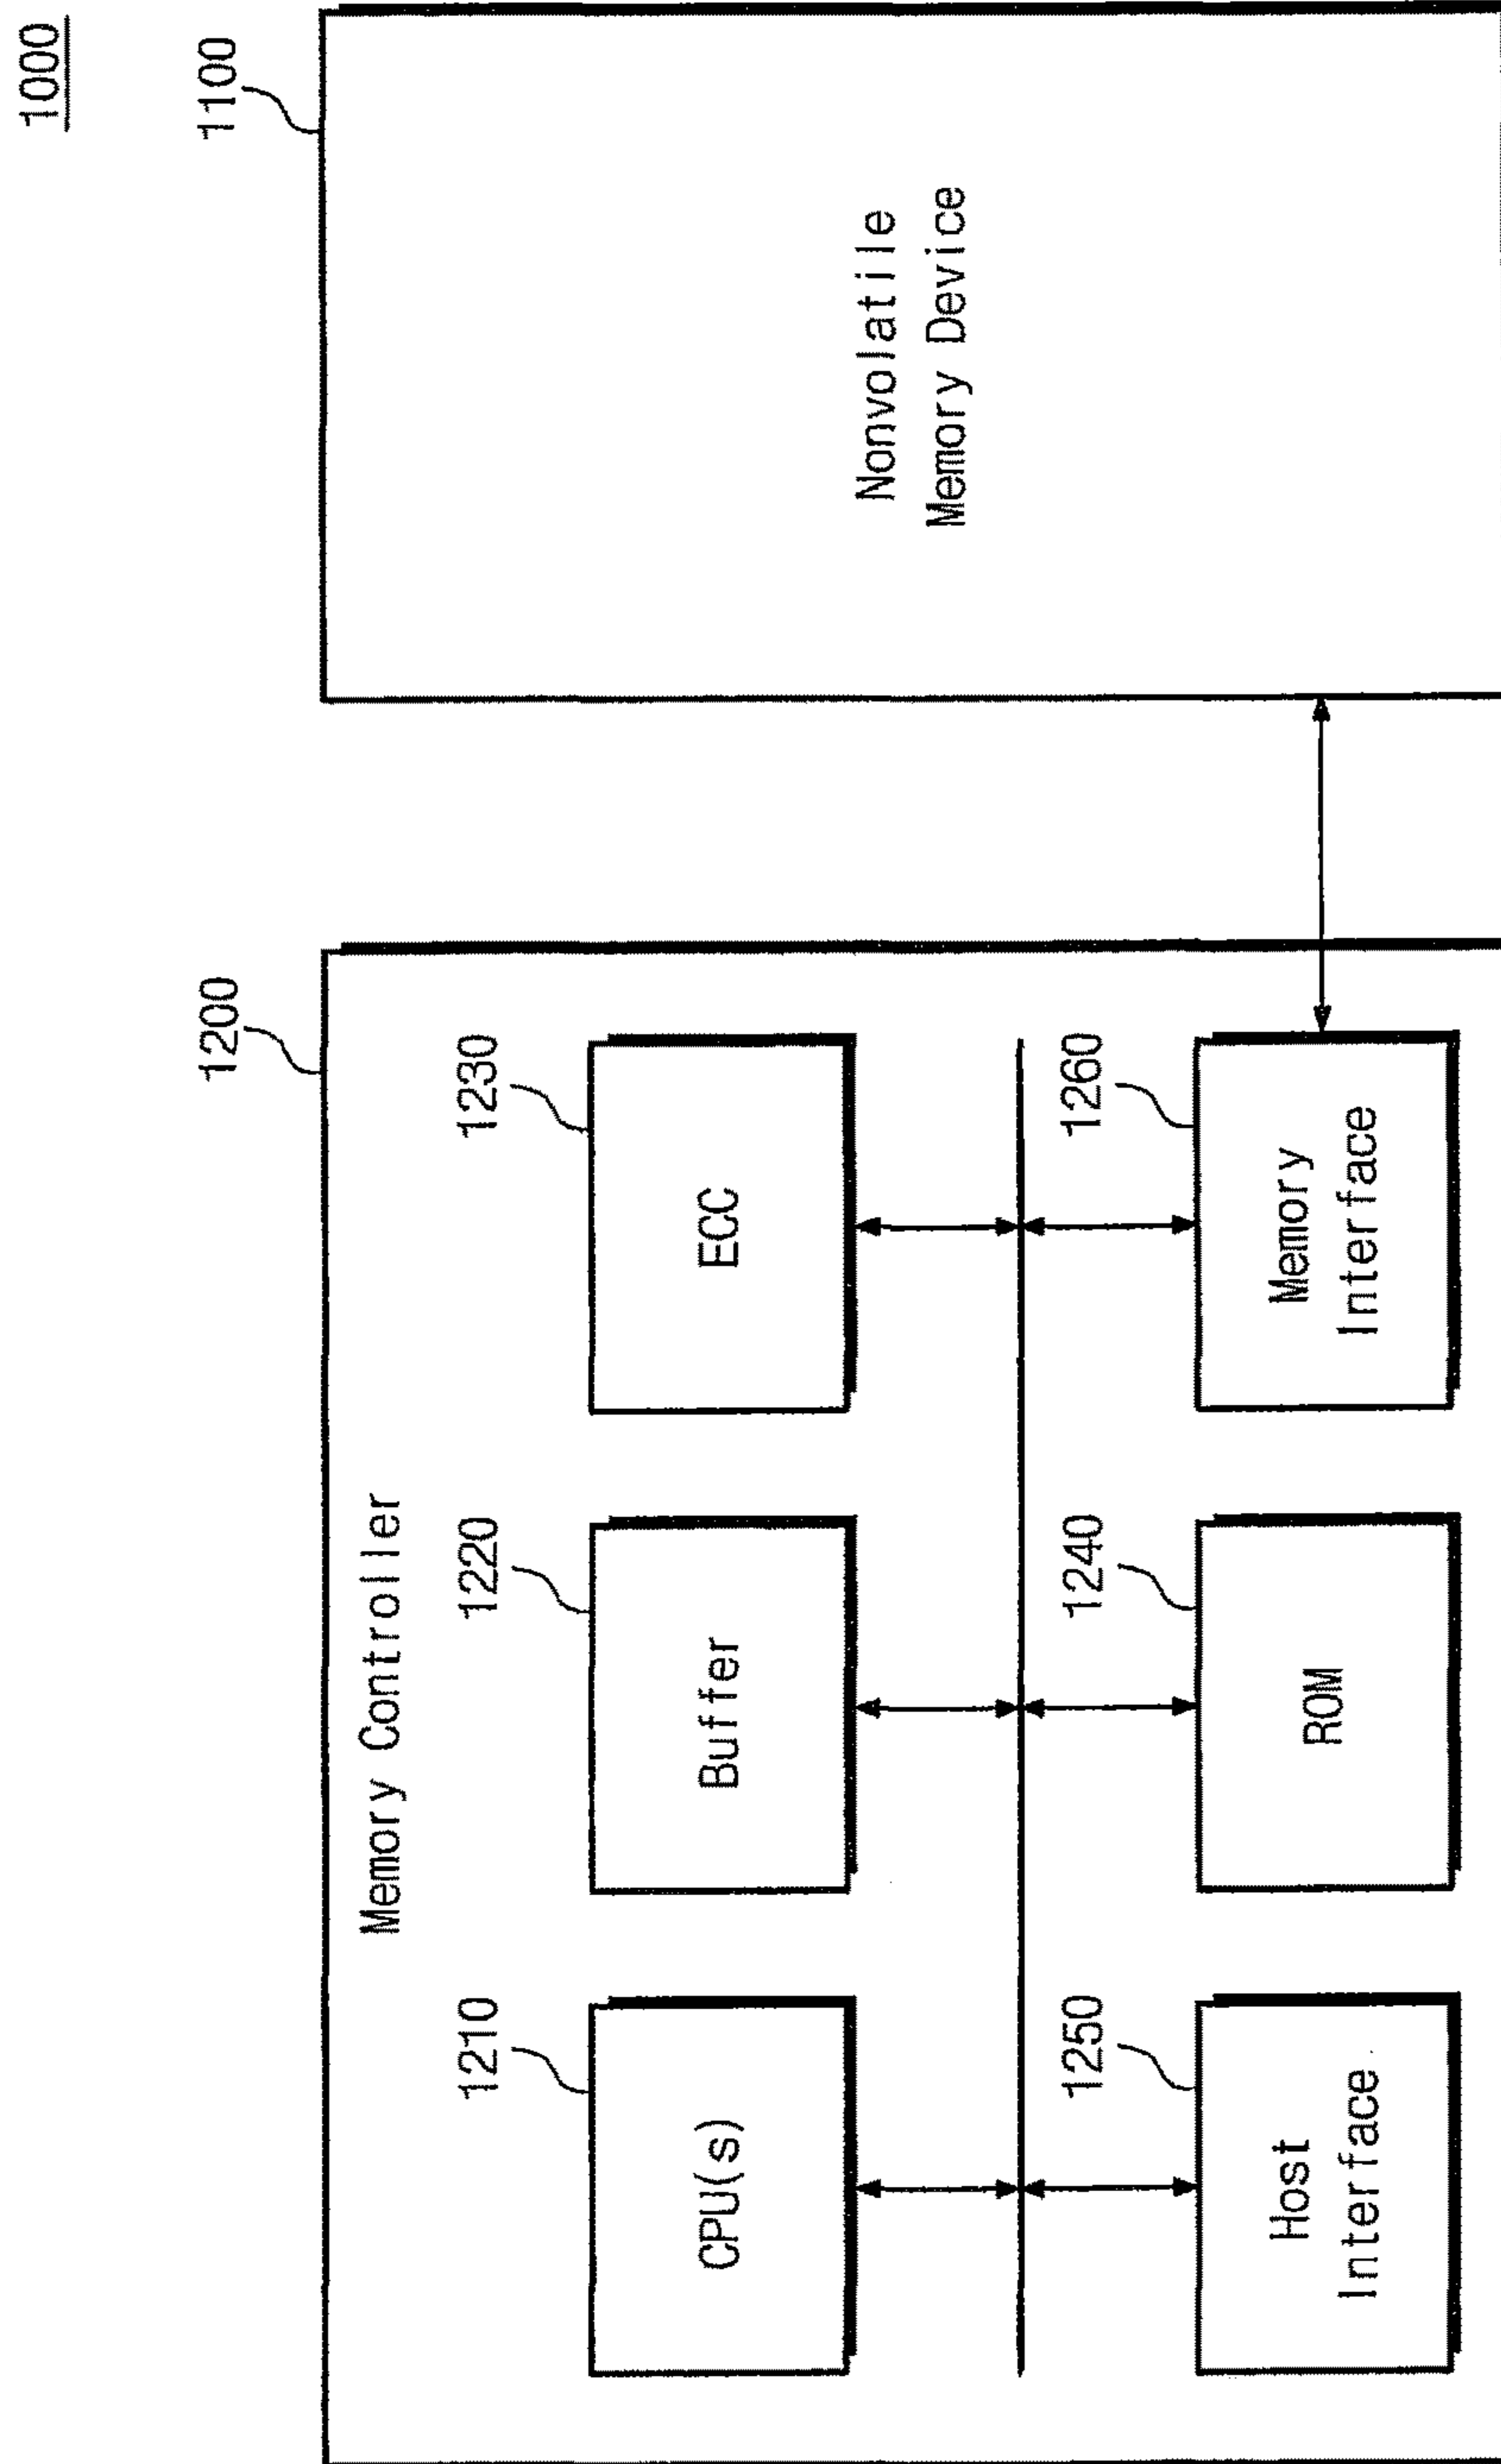 1000
1200
1100
Memory Controller
1210
1220
1230
CPU(s)
Buffer
ECC
Nonvolatile
Memory Device
1250
1240
1260
Host
Interface
ROM
Memory
Interface